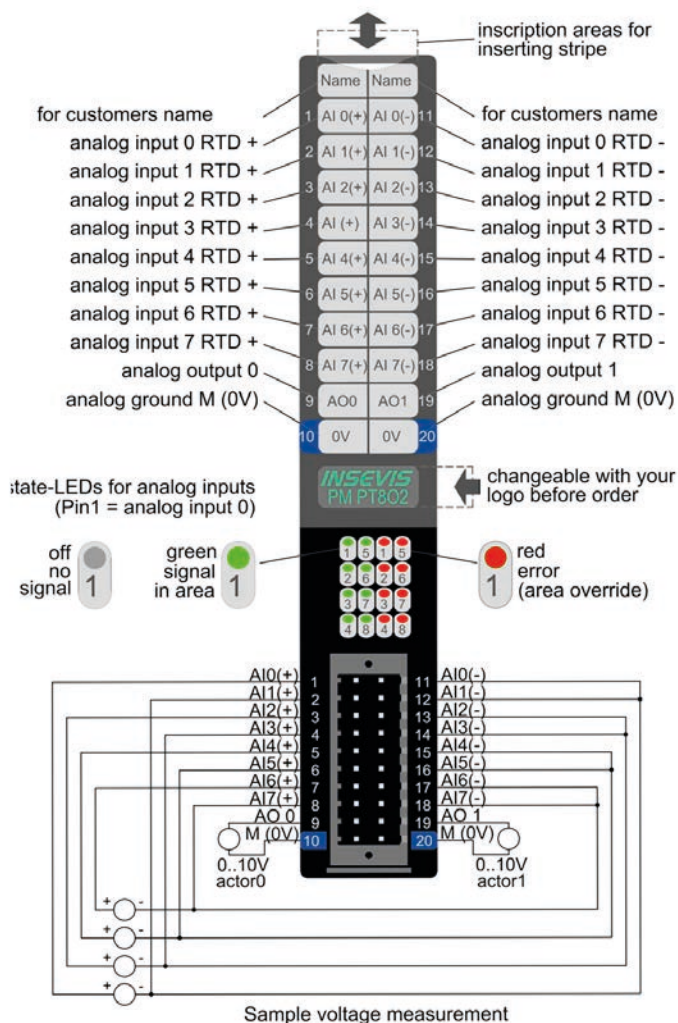 inscription areas for
inserting stripe
Name Name
for customers name
for customers name
1 AI 0(+) AI 0(-) 11
analog input 0 RTD +
analog input 0 RTD -
2 AI 1(+) AI 1(-) 12
analog input 1 RTD +
analog input 1 RTD -
3 AI 2(+) AI 2(-) 13
analog input 2 RTD +
analog input 2 RTD -
4 AI (+) AI 3(-) 14
analog input 3 RTD +
analog input 3 RTD -
5 AI 4(+) AI 4(-) 15
analog input 4 RTD +
analog input 4 RTD -
6 AI 5(+) AI 5(-) 16
analog input 5 RTD +
analog input 5 RTD -
7 AI 6(+) AI 6(-) 17
analog input 6 RTD +
analog input 6 RTD -
8 AI 7(+) AI 7(-) 18
analog input 7 RTD +
analog input 7 RTD -
9 AO0 AO1 19
analog output 0
analog output 1
10 0V 0V 20
analog ground M (0V)
analog ground M (0V)
INSEVIS
PM PT802
changeable with your
logo before order
state-LEDs for analog inputs
(Pin1 = analog input 0)
off
no
signal
1
green
signal
in area
1
1 5 1 5
2 6 2 6
3 7 3 7
4 8 4 8
1
red
error
(area override)
AI0(+) 1 11 AI0(-)
AI1(+) 2 12 AI1(-)
AI2(+) 3 13 AI2(-)
AI3(+) 4 14 AI3(-)
AI4(+) 5 15 AI4(-)
AI5(+) 6 16 AI5(-)
AI6(+) 7 17 AI6(-)
AI7(+) 8 18 AI7(-)
AO 0 9 19 AO 1
M (0V) 10 20 M (0V)
0..10V
actor0
0..10V
actor1
+ -
+ -
+ -
+ -
Sample voltage measurement